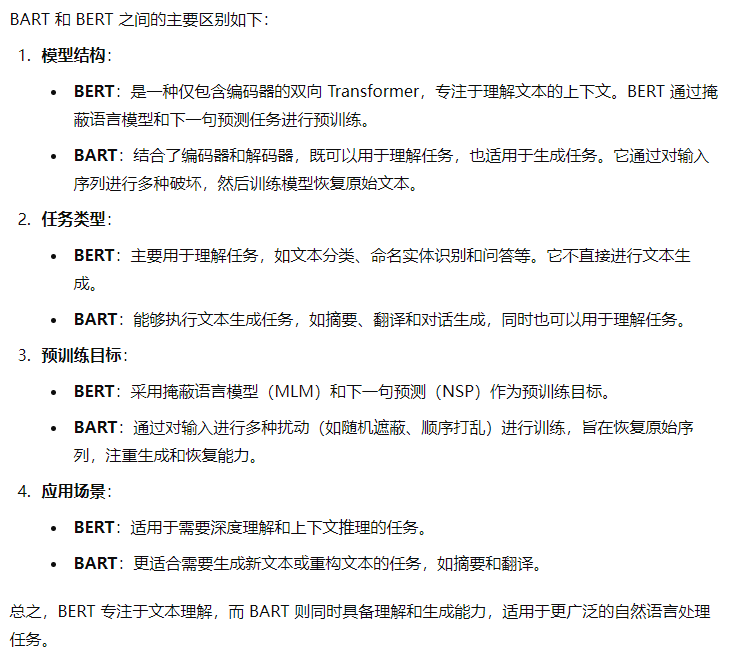 BART 和 BERT 之间的主要区别如下：
1. 模型结构：
• BERT：是一种仅包含编码器的双向 Transformer，专注于理解文本的上下文。BERT 通过掩
蔽语言模型和下一句预测任务进行预训练。
• BART：结合了编码器和解码器，既可以用于理解任务，也适用于生成任务。它通过对输入
序列进行多种破坏，然后训练模型恢复原始文本。
2. 任务类型：
• BERT：主要用于理解任务，如文本分类、命名实体识别和问答等。它不直接进行文本生
成。
• BART：能够执行文本生成任务，如摘要、翻译和对话生成，同时也可以用于理解任务。
3. 预训练目标：
• BERT：采用掩蔽语言模型（MLM）和下一句预测（NSP）作为预训练目标。
• BART：通过对输入进行多种扰动（如随机遮蔽、顺序打乱）进行训练，旨在恢复原始序
列，注重生成和恢复能力。
4. 应用场景：
• BERT：适用于需要深度理解和上下文推理的任务。
• BART：更适合需要生成新文本或重构文本的任务，如摘要和翻译。
总之，BERT 专注于文本理解，而 BART 则同时具备理解和生成能力，适用于更广泛的自然语言处理
任务。